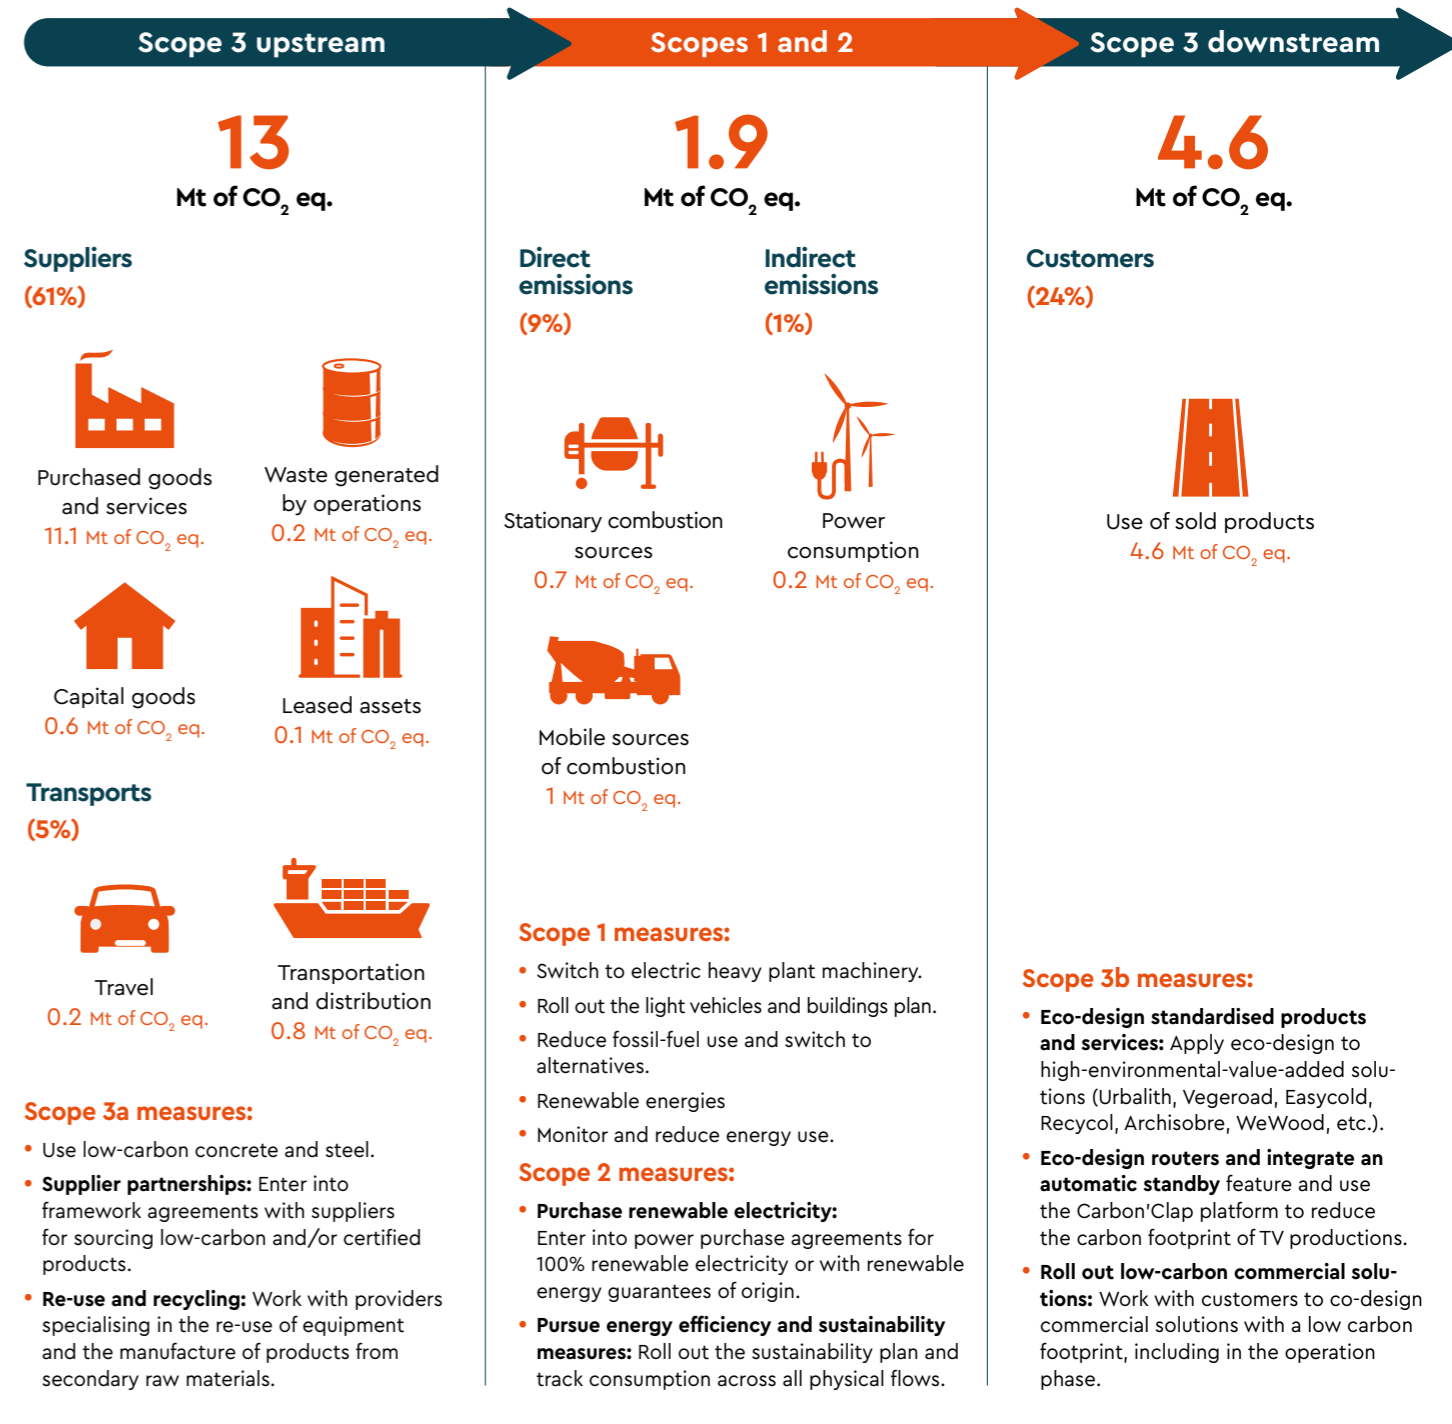 Scope 3 upstream
Scopes 1 and 2
Scope 3 downstream
13
Mt of CO₂ eq.
Suppliers
(61%)
Purchased goods
and services
11.1 Mt of CO₂ eq.
Waste generated
by operations
0.2 Mt of CO₂ eq.
Capital goods
0.6 Mt of CO₂ eq.
Leased assets
0.1 Mt of CO₂ eq.
Transports
(5%)
Travel
0.2 Mt of CO₂ eq.
Transportation
and distribution
0.8 Mt of CO₂ eq.
Scope 3a measures:
• Use low-carbon concrete and steel.
• Supplier partnerships: Enter into
framework agreements with suppliers
for sourcing low-carbon and/or certified
products.
• Re-use and recycling: Work with providers
specialising in the re-use of equipment
and the manufacture of products from
secondary raw materials.
1.9
Mt of CO₂ eq.
Direct
emissions
(9%)
Indirect
emissions
(1%)
Stationary combustion
sources
0.7 Mt of CO₂ eq.
Power
consumption
0.2 Mt of CO₂ eq.
Mobile sources
of combustion
1 Mt of CO₂ eq.
Scope 1 measures:
• Switch to electric heavy plant machinery.
• Roll out the light vehicles and buildings plan.
• Reduce fossil-fuel use and switch to
alternatives.
• Renewable energies
• Monitor and reduce energy use.
Scope 2 measures:
• Purchase renewable electricity:
Enter into power purchase agreements for
100% renewable electricity or with renewable
energy guarantees of origin.
• Pursue energy efficiency and sustainability
measures: Roll out the sustainability plan and
track consumption across all physical flows.
4.6
Mt of CO₂ eq.
Customers
(24%)
Use of sold products
4.6 Mt of CO₂ eq.
Scope 3b measures:
• Eco-design standardised products
and services: Apply eco-design to
high-environmental-value-added solu-
tions (Urbalith, Vegeroad, Easycold,
Recycol, Archisobre, WeWood, etc.).
• Eco-design routers and integrate an
automatic standby feature and use
the Carbon'Clap platform to reduce
the carbon footprint of TV productions.
• Roll out low-carbon commercial solu-
tions: Work with customers to co-design
commercial solutions with a low carbon
footprint, including in the operation
phase.